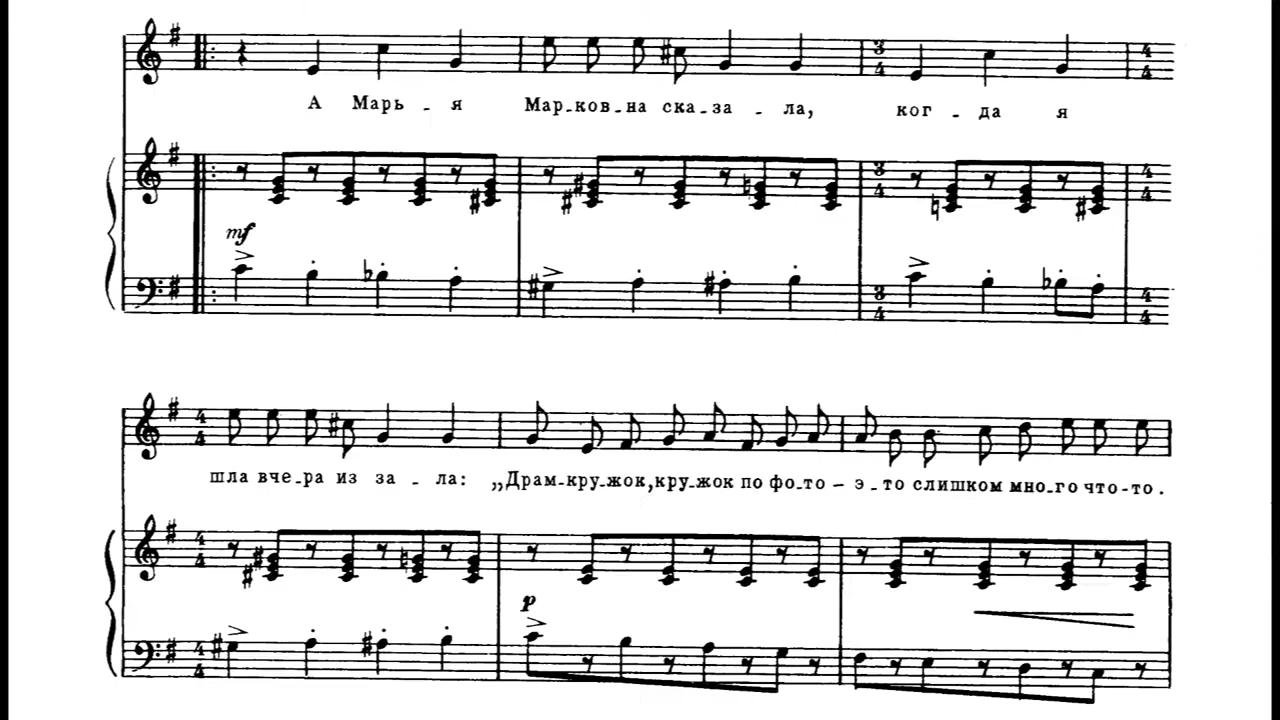 А Марь - я Мар-ков-на ска-за - ла, ког - да я
mf
шла вче-ра из за - ла: „Драм-кру-жок, кру-жок по фо-то – э-то слишком мно-го что-то.
p